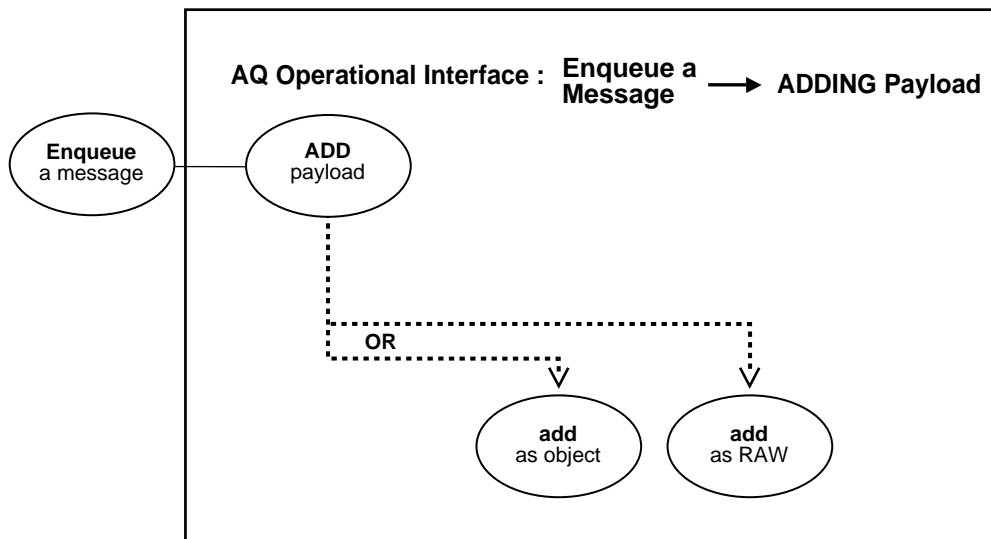 AQ Operational Interface : Enqueue a
Message
ADDING Payload
Enqueue
a message
ADD
payload
OR
add
as object
add
as RAW